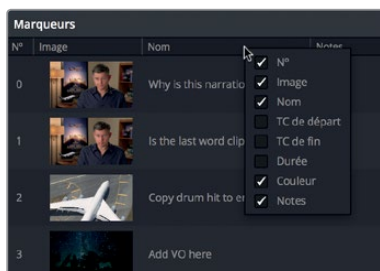 Marqueurs
N° Image Nom Notes
N°
0 Why is this narratio
Image
Nom
TC de départ
1 Is the last word clip
TC de fin
Durée
Couleur
2 Copy drum hit to er
Notes
3 Add VO here